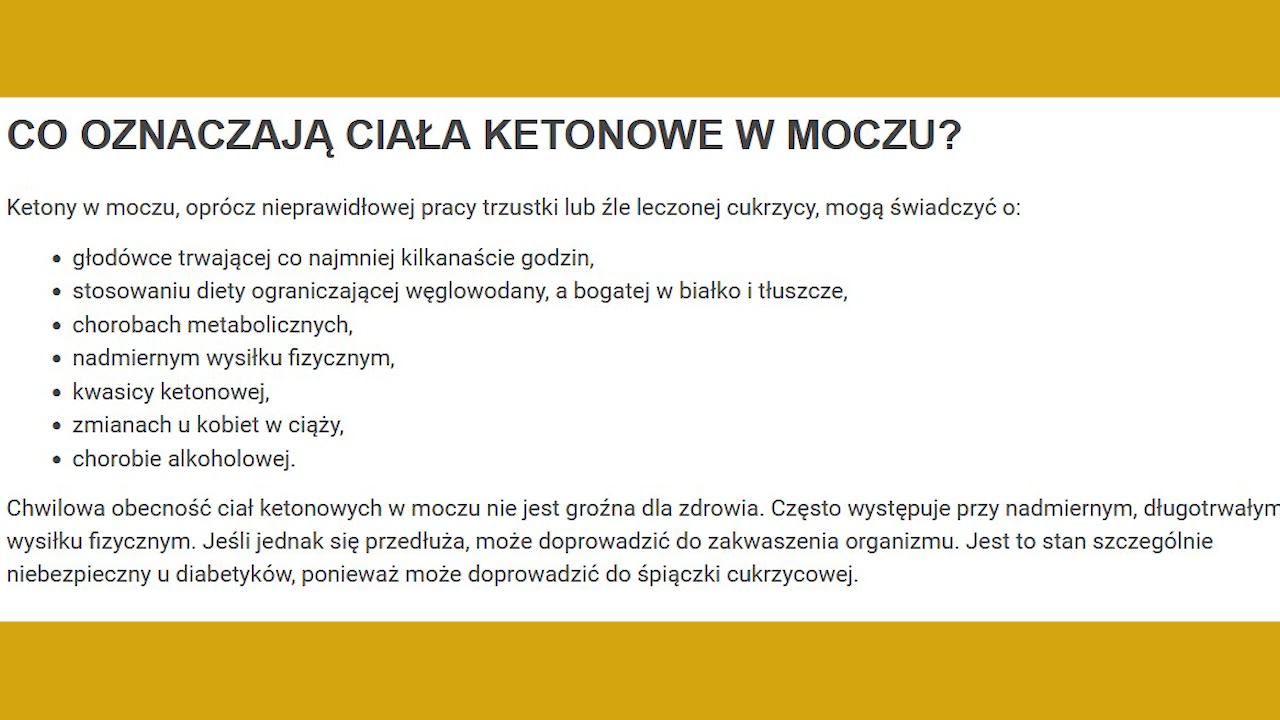 CO OZNACZAJĄ CIAŁA KETONOWE W MOCZU?
Ketony w moczu, oprócz nieprawidłowej pracy trzustki lub źle leczonej cukrzycy, mogą świadczyć o:
• głodówce trwającej co najmniej kilkanaście godzin,
• stosowaniu diety ograniczającej węglowodany, a bogatej w białko i tłuszcze,
• chorobach metabolicznych,
• nadmiernym wysiłku fizycznym,
• kwasicy ketonowej,
• zmianach u kobiet w ciąży,
• chorobie alkoholowej.
Chwilowa obecność ciał ketonowych w moczu nie jest groźna dla zdrowia. Często występuje przy nadmiernym, długotrwałym
wysiłku fizycznym. Jeśli jednak się przedłuża, może doprowadzić do zakwaszenia organizmu. Jest to stan szczególnie
niebezpieczny u diabetyków, ponieważ może doprowadzić do śpiączki cukrzycowej.